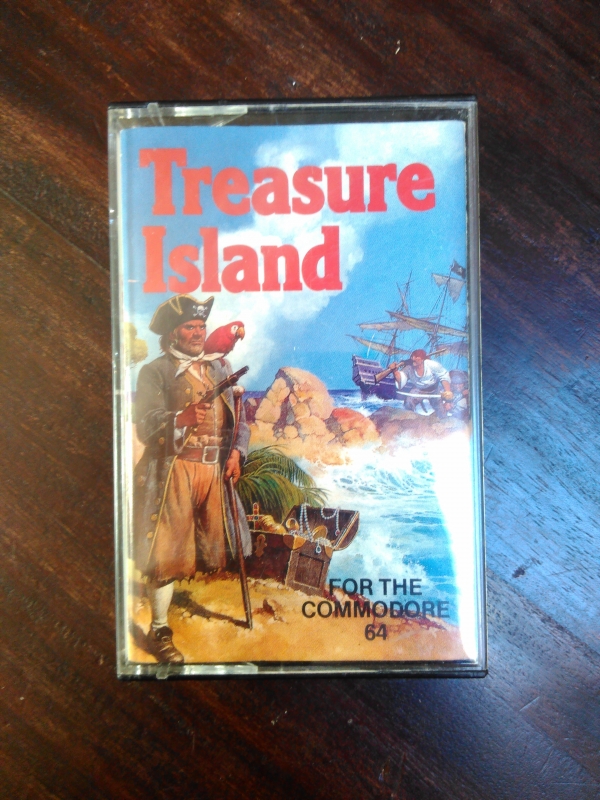 Treasure
Island
FOR THE
COMMODORE
64